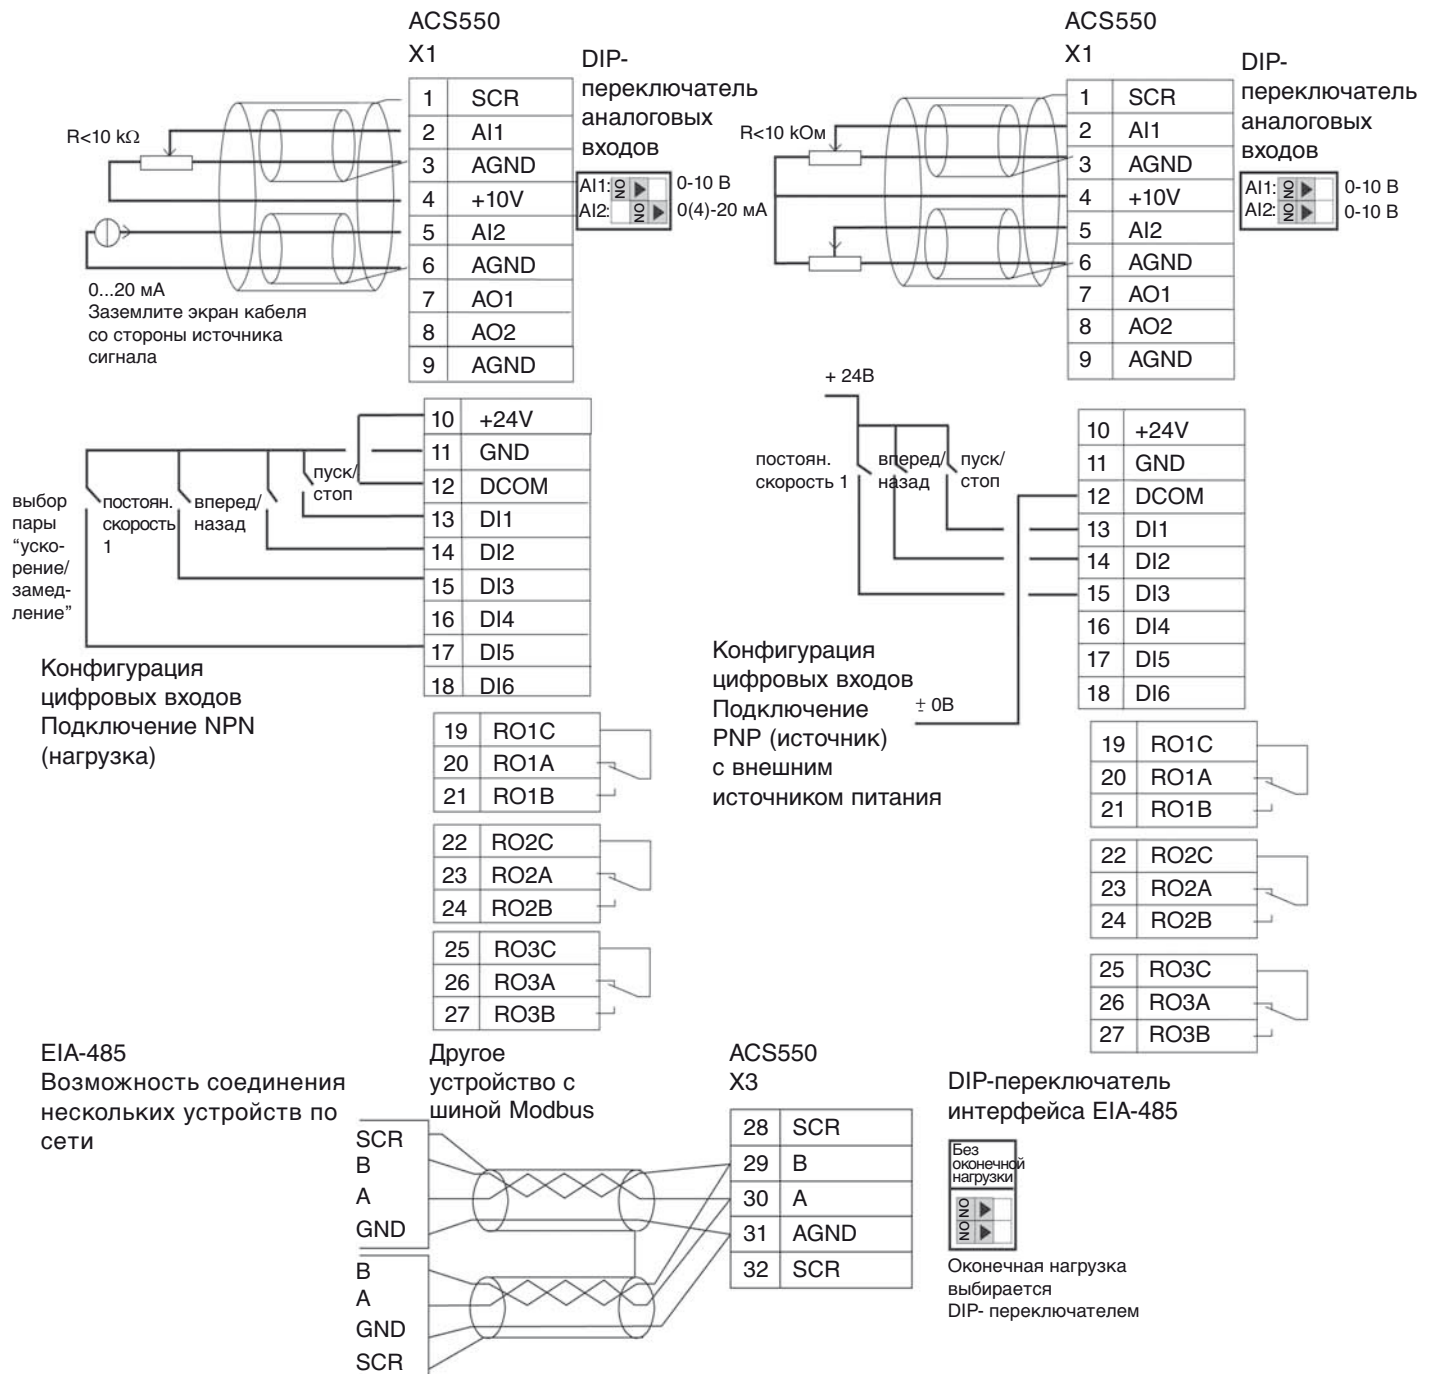 ACS550
X1
DIP-
переключатель
аналоговых
входов
R<10 kΩ
1 SCR
2 AI1
3 AGND
4 +10V
5 AI2
6 AGND
7 AO1
8 AO2
9 AGND
AI1: ON 0-10 В
AI2: ON 0(4)-20 мА
0...20 мА
Заземлите экран кабеля
со стороны источника
сигнала
10 +24V
11 GND
12 DCOM
13 DI1
14 DI2
15 DI3
16 DI4
17 DI5
18 DI6
пуск/
стоп
вперед/
назад
постоян.
скорость
1
выбор
пары
“уско-
рение/
замед-
ление”
Конфигурация
цифровых входов
Подключение NPN
(нагрузка)
19 RO1C
20 RO1A
21 RO1B
22 RO2C
23 RO2A
24 RO2B
25 RO3C
26 RO3A
27 RO3B
ACS550
X1
DIP-
переключатель
аналоговых
входов
R<10 кОм
1 SCR
2 AI1
3 AGND
4 +10V
5 AI2
6 AGND
7 AO1
8 AO2
9 AGND
AI1: ON 0-10 В
AI2: ON 0-10 В
+ 24В
постоян.
скорость 1
вперед/
назад
пуск/
стоп
10 +24V
11 GND
12 DCOM
13 DI1
14 DI2
15 DI3
16 DI4
17 DI5
18 DI6
Конфигурация
цифровых входов
Подключение
PNP (источник)
с внешним
источником питания
± 0В
19 RO1C
20 RO1A
21 RO1B
22 RO2C
23 RO2A
24 RO2B
25 RO3C
26 RO3A
27 RO3B
EIA-485
Возможность соединения
нескольких устройств по
сети
Другое
устройство с
шиной Modbus
SCR
B
A
GND
B
A
GND
SCR
ACS550
X3
28 SCR
29 B
30 A
31 AGND
32 SCR
DIP-переключатель
интерфейса EIA-485
Без
оконечной
нагрузки
ON
ON
Оконечная нагрузка
выбирается
DIP- переключателем